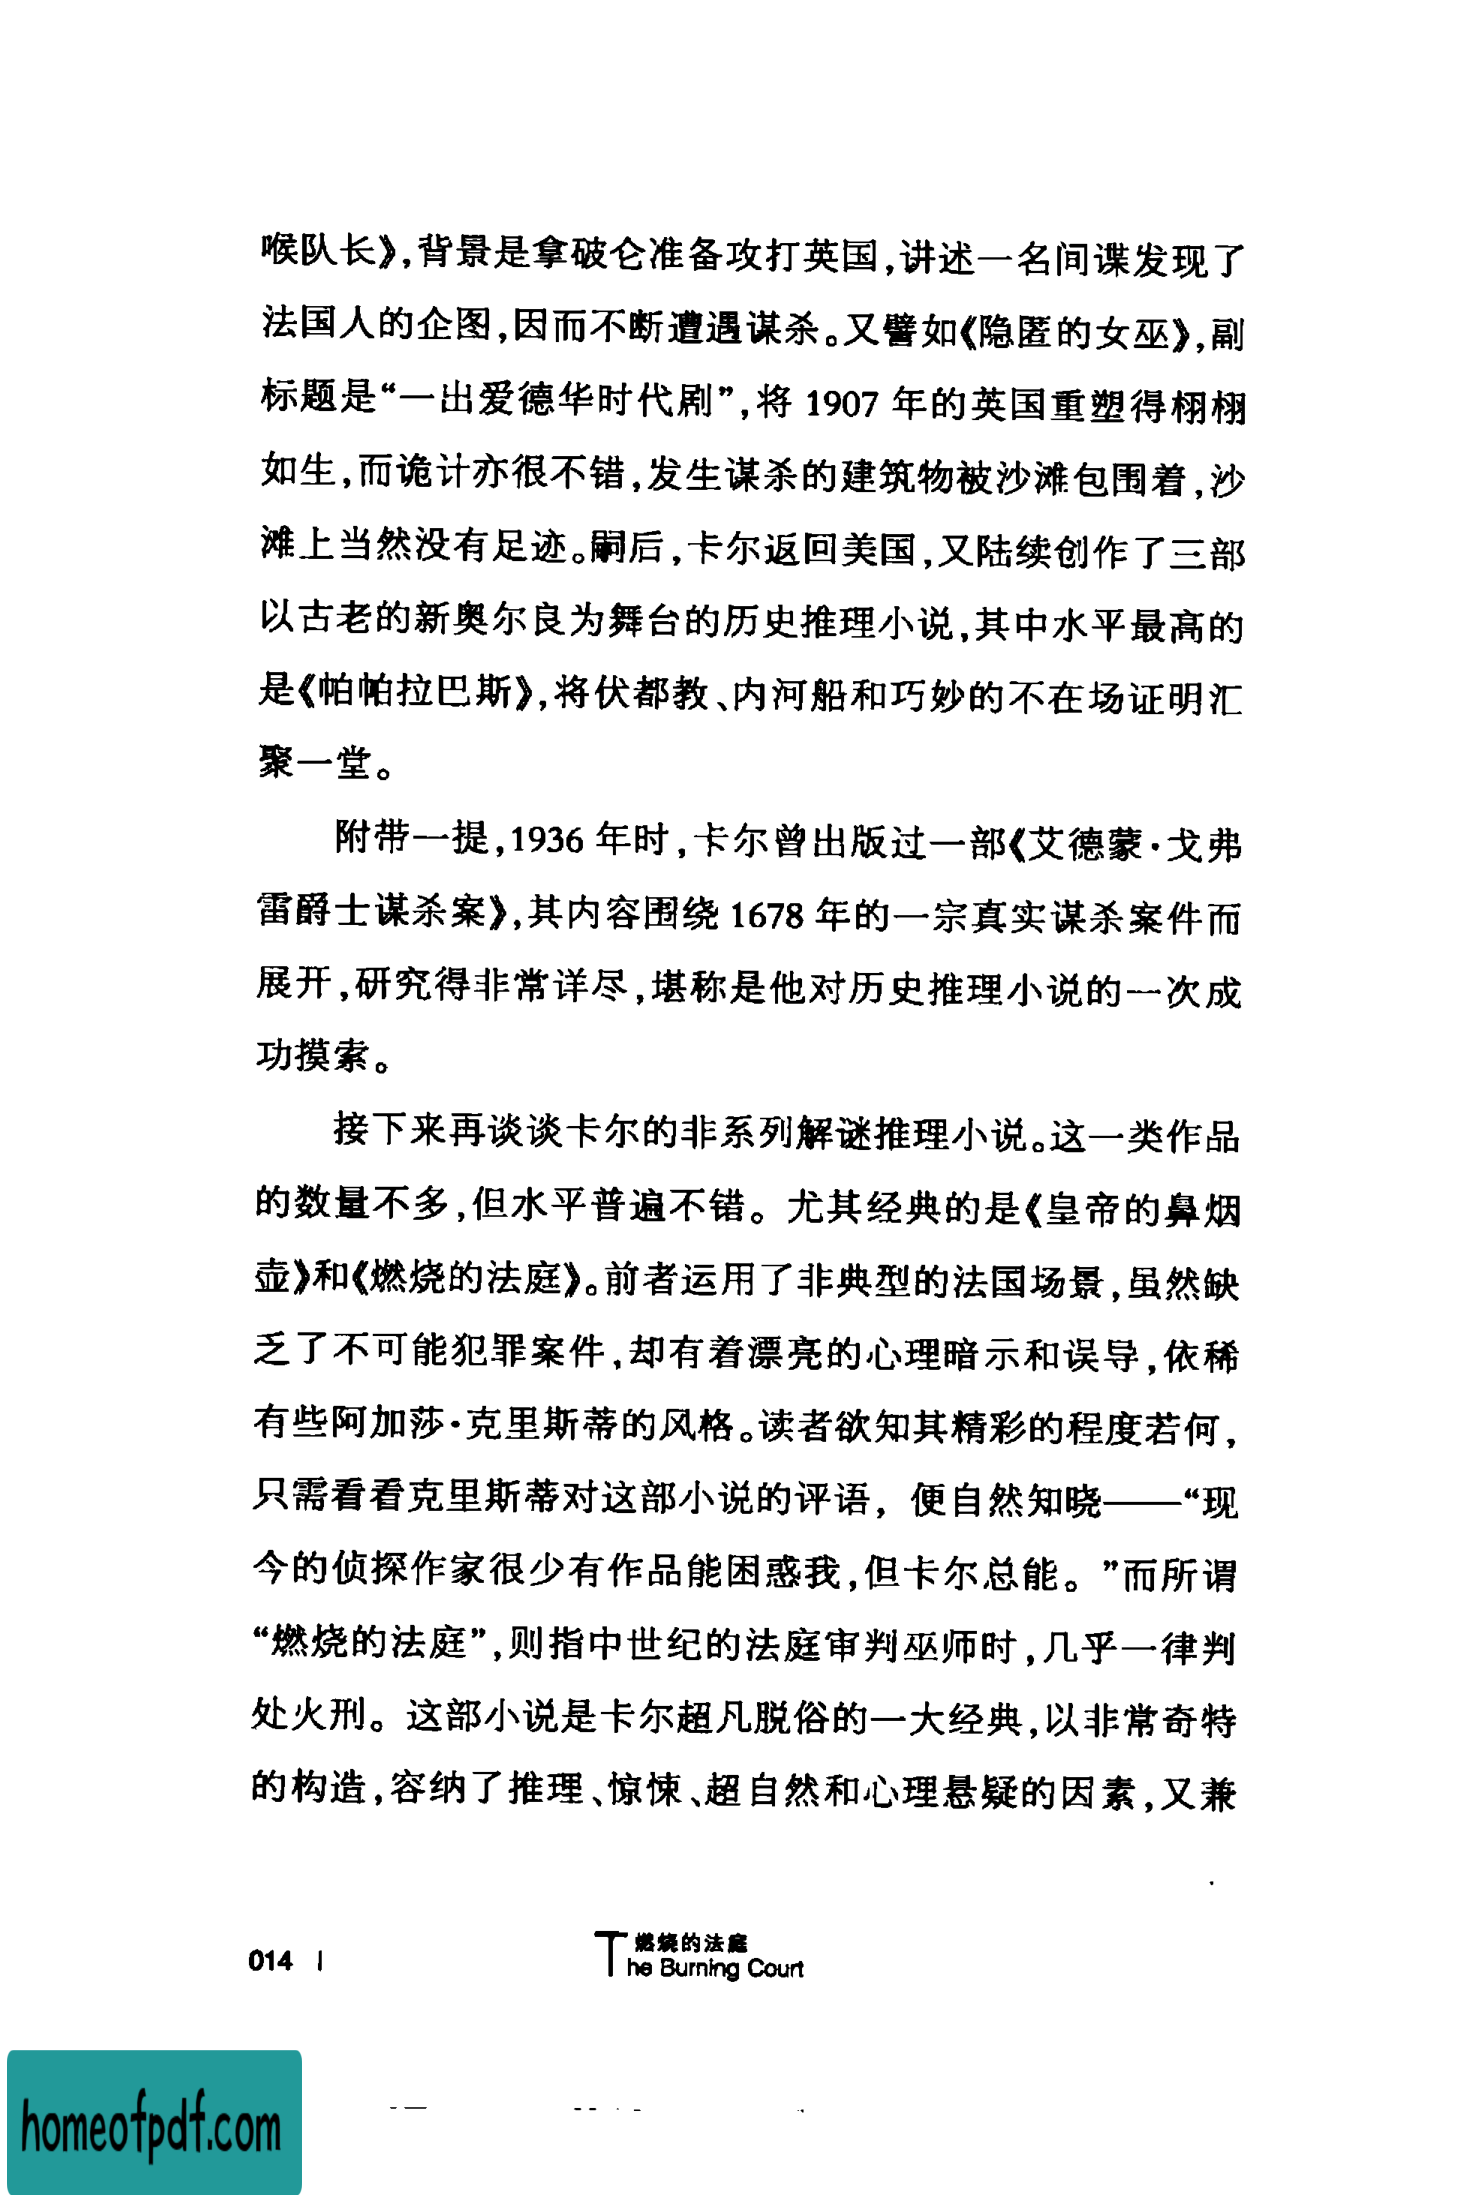 喉队长》,背景是拿破仑准备攻打英国,讲述一名间谍发现了
法国人的企图,因而不断遭遇谋杀。又譬如《隐匿的女巫》,副
标题是“一出爱德华时代剧”,将 1907 年的英国重塑得栩栩
如生,而诡计亦很不错,发生谋杀的建筑物被沙滩包围着,沙
滩上当然没有足迹。嗣后,卡尔返回美国,又陆续创作了三部
以古老的新奥尔良为舞台的历史推理小说,其中水平最高的
是《帕帕拉巴斯》,将伏都教、内河船和巧妙的不在场证明汇
聚一堂。
附带一提,1936 年时,卡尔曾出版过一部《艾德蒙·戈弗
雷爵士谋杀案》,其内容围绕 1678 年的一宗真实谋杀案件而
展开,研究得非常详尽,堪称是他对历史推理小说的一次成
功摸索。
接下来再谈谈卡尔的非系列解谜推理小说。这一类作品
的数量不多,但水平普遍不错。尤其经典的是《皇帝的鼻烟
壶》和《燃烧的法庭》。前者运用了非典型的法国场景,虽然缺
乏了不可能犯罪案件,却有着漂亮的心理暗示和误导,依稀
有些阿加莎·克里斯蒂的风格。读者欲知其精彩的程度若何,
只需看看克里斯蒂对这部小说的评语,便自然知晓——“现
今的侦探作家很少有作品能困惑我,但卡尔总能。”而所谓
“燃烧的法庭”,则指中世纪的法庭审判巫师时,几乎一律判
处火刑。这部小说是卡尔超凡脱俗的一大经典,以非常奇特
的构造,容纳了推理、惊悚、超自然和心理悬疑的因素,又兼
014 |
燃烧的法庭
The Burning Court
homeofpdf.com